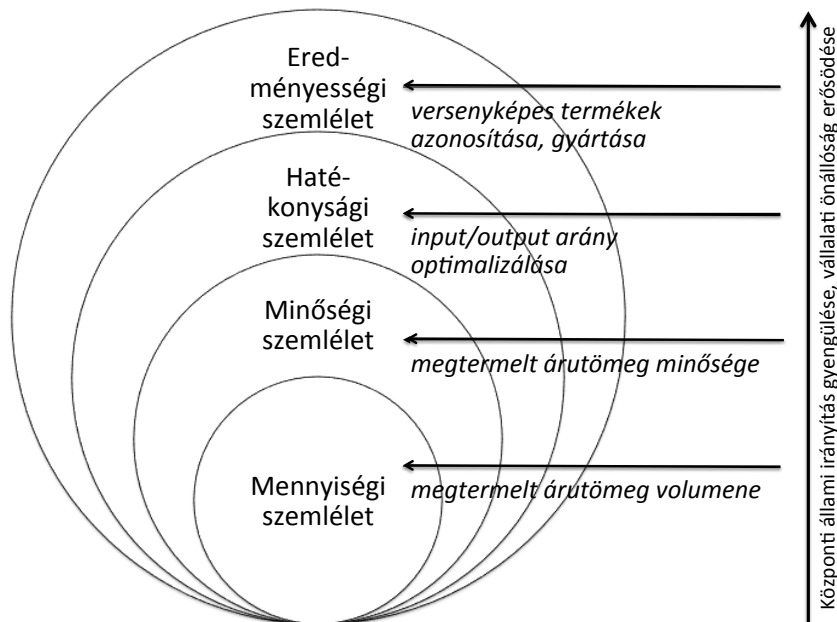 Ered-
ményességi
szemlélet
versenyképes termékek
azonosítása, gyártása
Haté-
konysági
szemlélet
input/output arány
optimalizálása
Minőségi
szemlélet
megtermelt árutömeg minősége
Mennyiségi
szemlélet
megtermelt árutömeg volumene
Központi állami irányítás gyengülése, vállalati önállóság erősödése